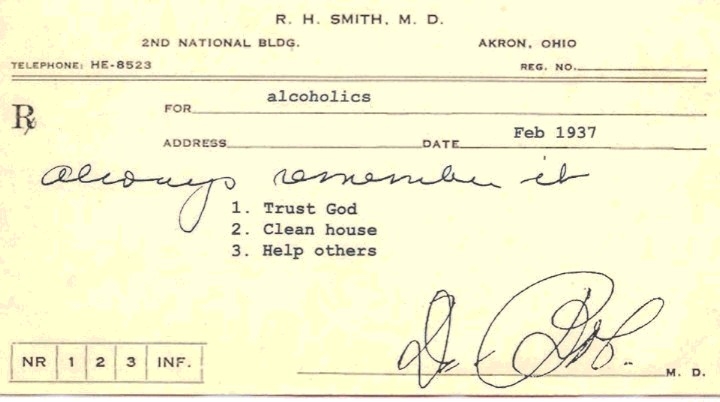 R. H. SMITH, M. D.
2ND NATIONAL BLDG. AKRON, OHIO
TELEPHONE: HE-8523 REG. NO.
℞ FOR alcoholics
ADDRESS DATE Feb 1937
always remember it
1. Trust God
2. Clean house
3. Help others
Dr. Bob. M. D.
NR 1 2 3 INF.